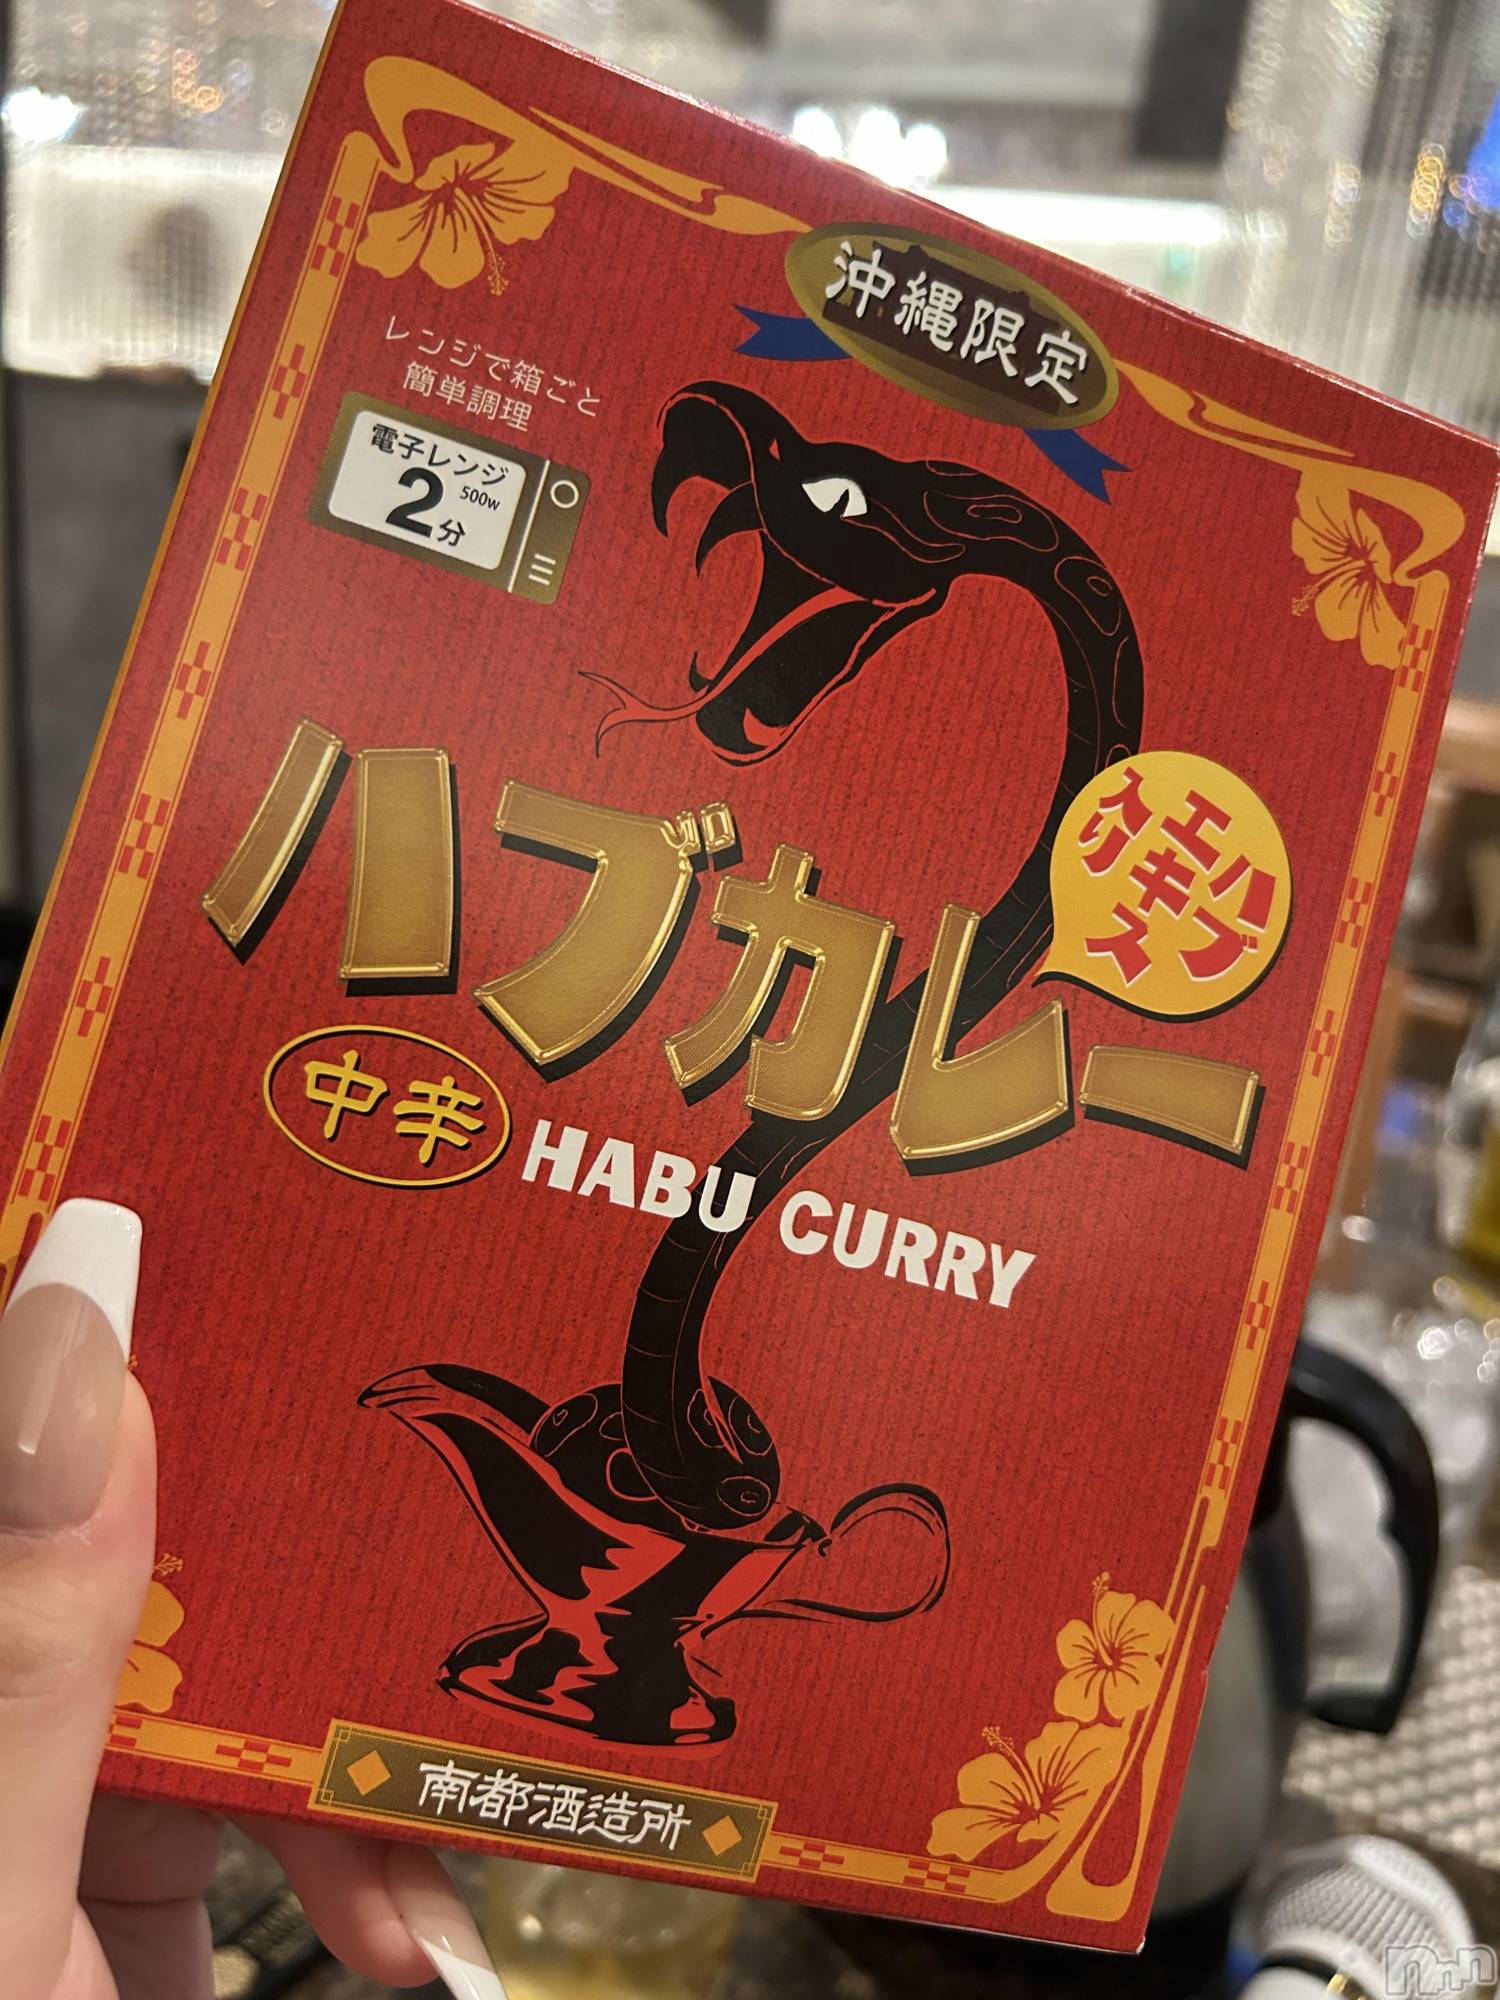 沖縄限定
レンジで箱ごと
簡単調理
電子レンジ
500w
2分
ハブ
エキス
入り
ハブカレー
中辛
HABU CURRY
南都酒造所